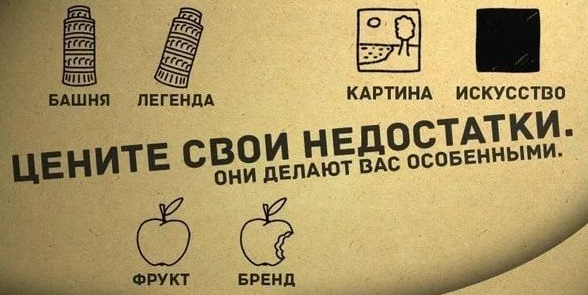 БАШНЯ ЛЕГЕНДА КАРТИНА ИСКУССТВО
ЦЕНИТЕ СВОИ НЕДОСТАТКИ.
ОНИ ДЕЛАЮТ ВАС ОСОБЕННЫМИ.
ФРУКТ БРЕНД